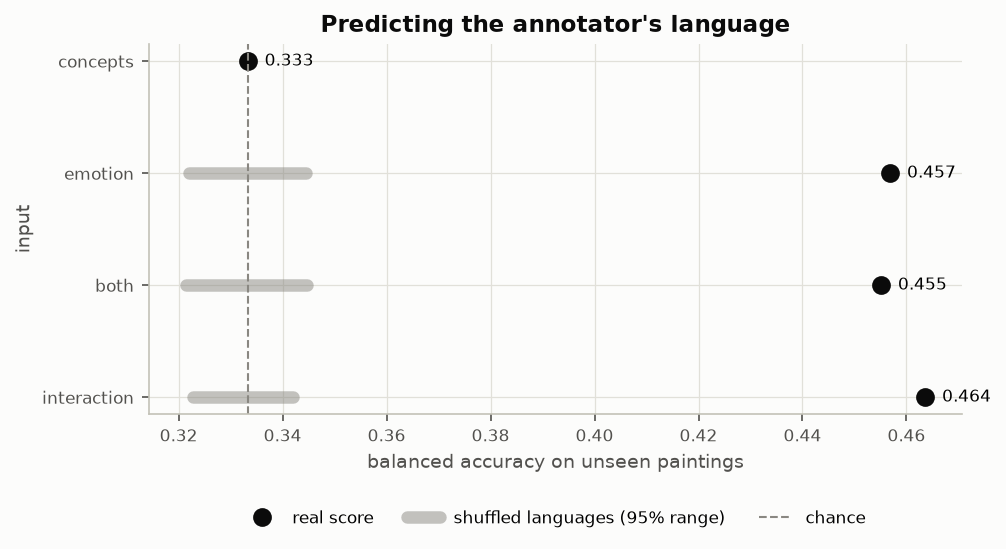 Predicting the annotator's language
concepts
0.333
emotion
0.457
both
0.455
interaction
0.464
input
0.32 0.34 0.36 0.38 0.40 0.42 0.44 0.46
balanced accuracy on unseen paintings
real score shuffled languages (95% range) chance